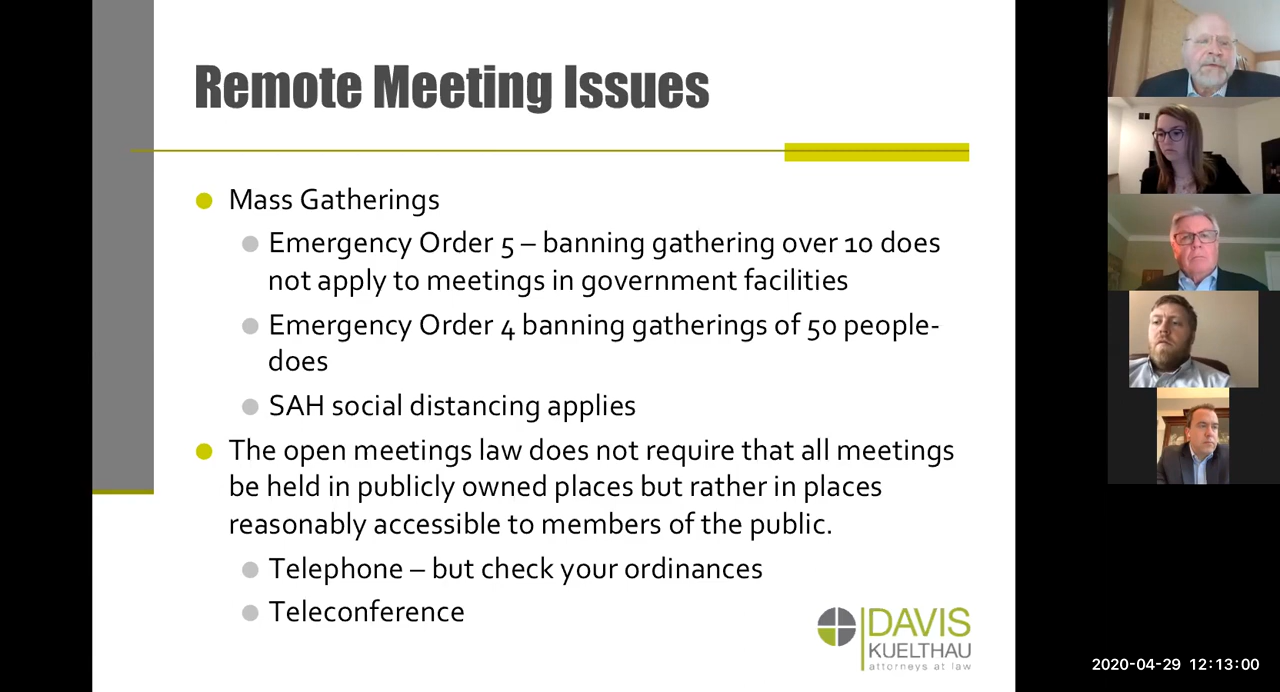 Remote Meeting Issues
Mass Gatherings
Emergency Order 5 – banning gathering over 10 does
not apply to meetings in government facilities
Emergency Order 4 banning gatherings of 50 people-
does
SAH social distancing applies
The open meetings law does not require that all meetings
be held in publicly owned places but rather in places
reasonably accessible to members of the public.
Telephone – but check your ordinances
Teleconference
DAVIS
KUELTHAU
attorneys at law
2020-04-29 12:13:00